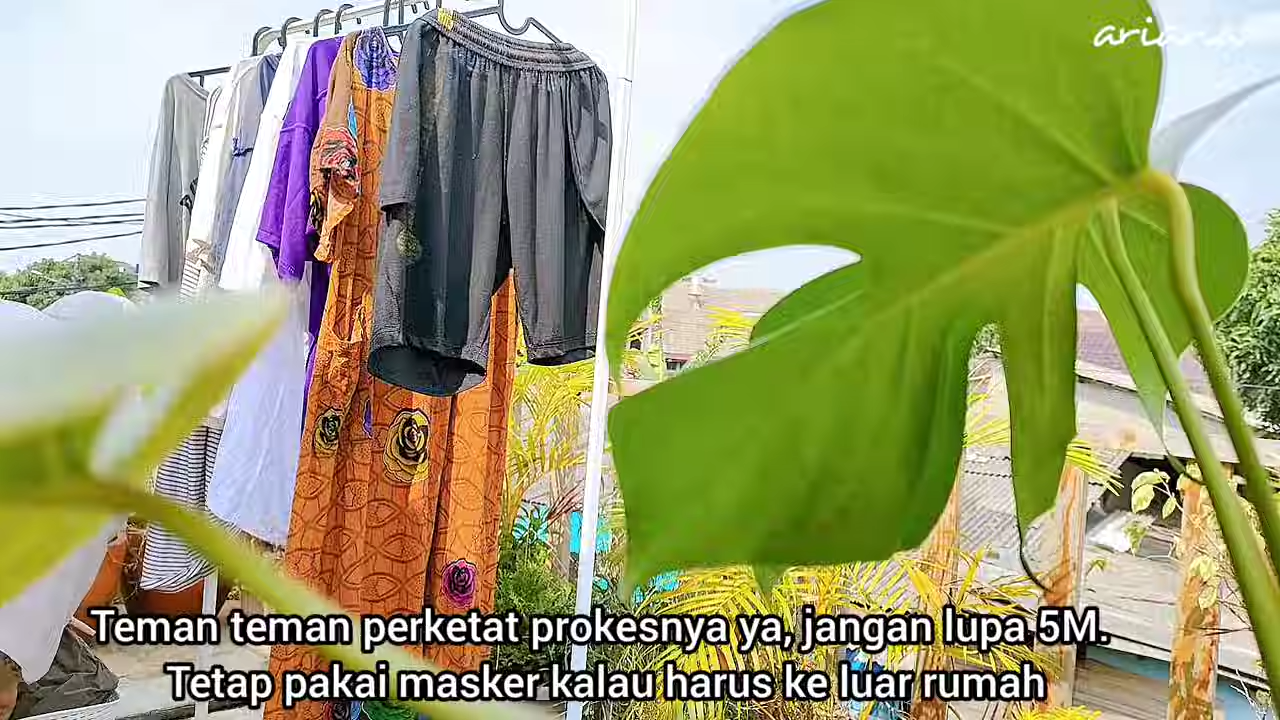 Teman teman perketat prokesnya ya, jangan lupa 5M.
Tetap pakai masker kalau harus ke luar rumah